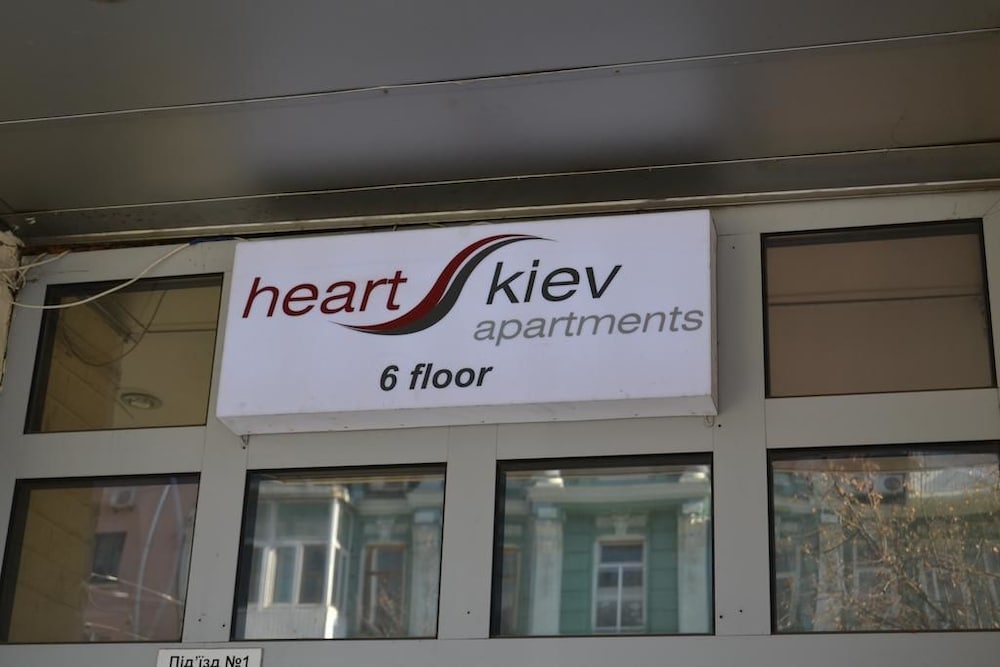 heart kiev
apartments
6 floor
Під'їзд №1